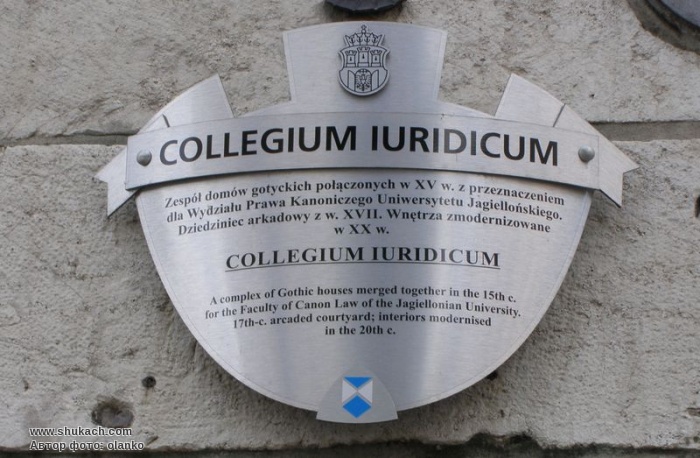 COLLEGIUM IURIDICUM
Zespół domów gotyckich połączonych w XV w. z przeznaczeniem
dla Wydziału Prawa Kanoniczego Uniwersytetu Jagiellońskiego.
Dziedziniec arkadowy z w. XVII. Wnętrza zmodernizowane
w XX w.
COLLEGIUM IURIDICUM
A complex of Gothic houses merged together in the 15th c.
for the Faculty of Canon Law of the Jagiellonian University.
17th-c. arcaded courtyard; interiors modernised
in the 20th c.
www.shukach.com
Автор фото: olanko